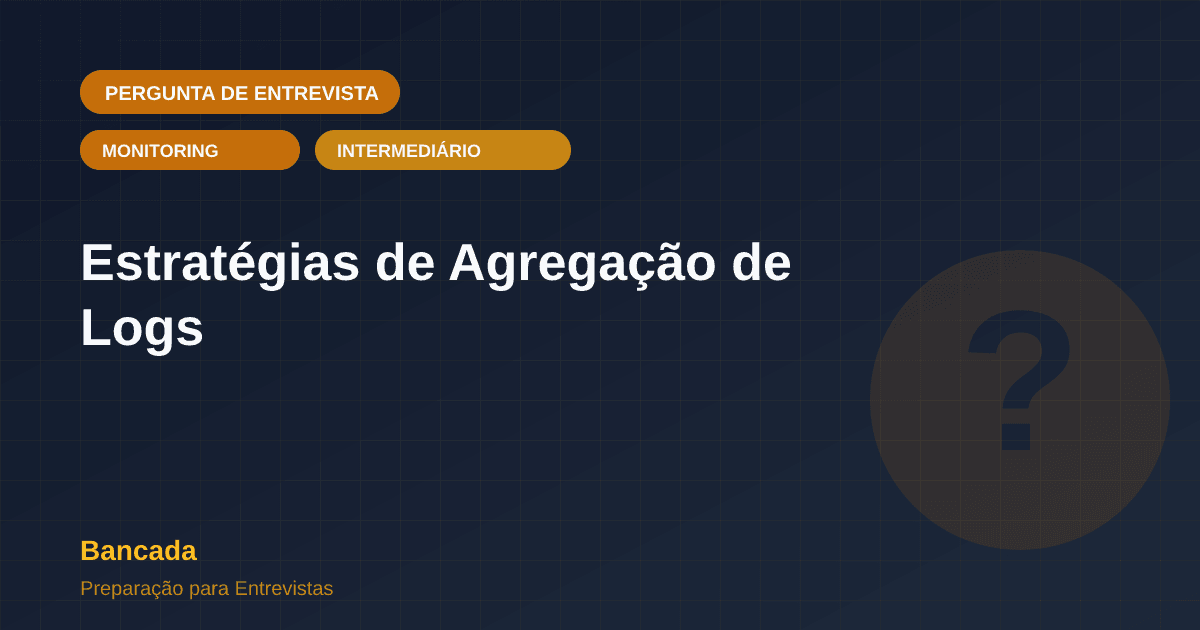 PERGUNTA DE ENTREVISTA
MONITORING
INTERMEDIÁRIO
Estratégias de Agregação de
Logs
?
Bancada
Preparação para Entrevistas